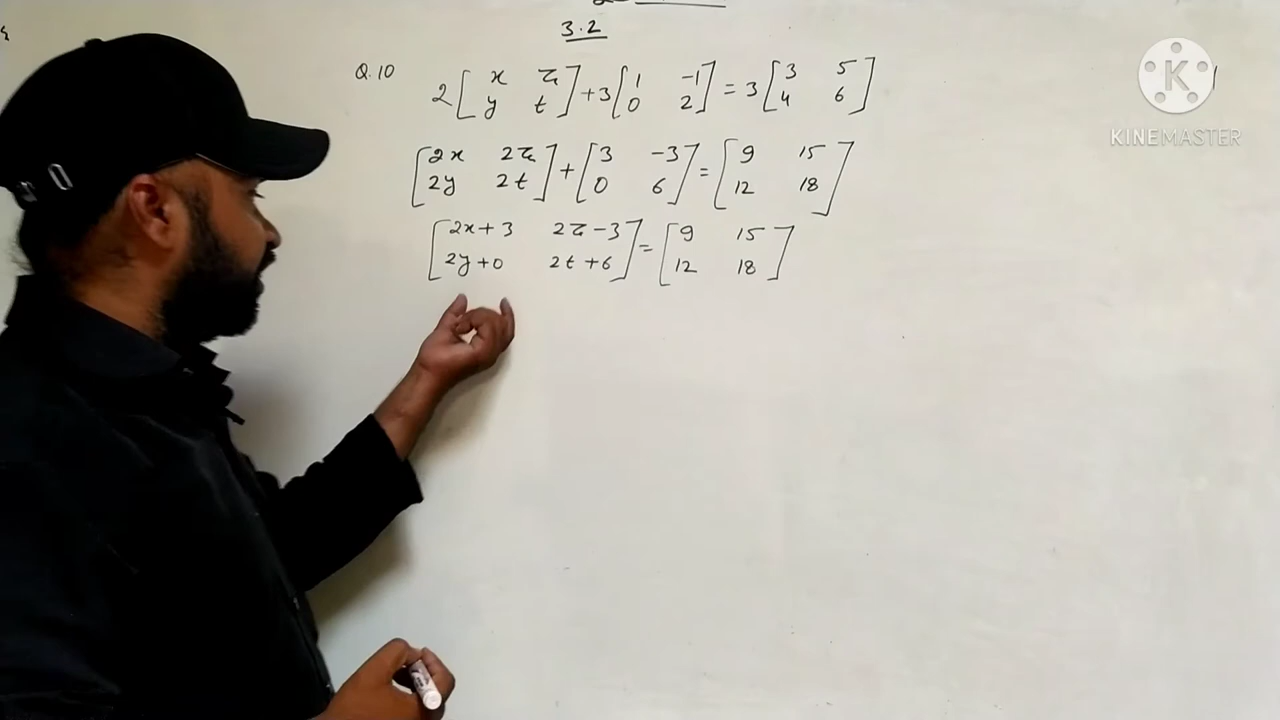 3.2
Q.10 2[x z y t] + 3[1 -1 0 2] = 3[3 5 4 6]
[2x 2z 2y 2t] + [3 -3 0 6] = [9 15 12 18]
[2x+3 2z-3 2y+0 2t+6] = [9 15 12 18]
K
KINEMASTER